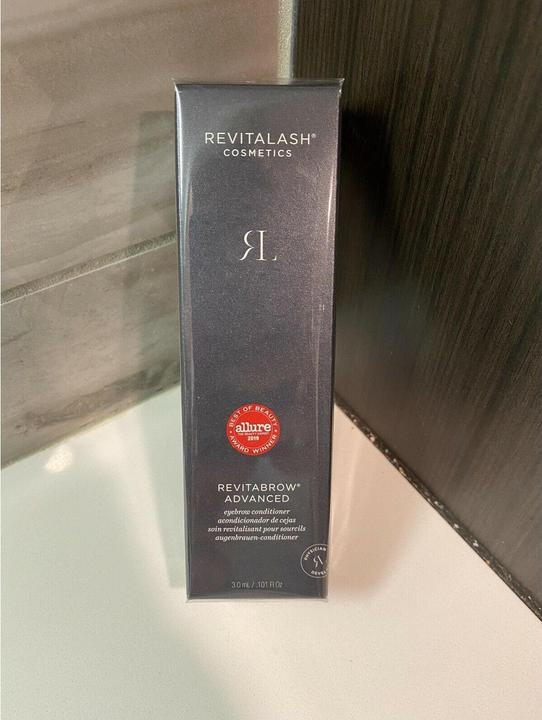 REVITALASH®
COSMETICS
RL
BEST OF BEAUTY
allure
2019
AWARD WINNER
REVITABROW®
ADVANCED
eyebrow conditioner
acondicionador de cejas
soin revitalisant pour sourcils
augenbrauen-conditioner
PHYSICIAN
3.0 mL / .101 Fl Oz